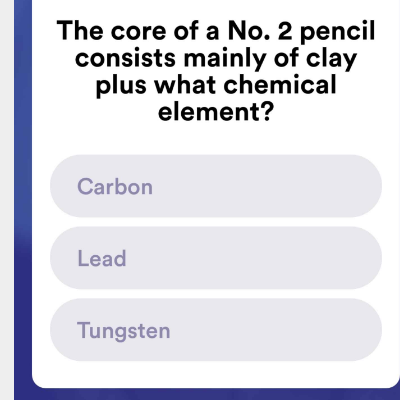 The core of a No. 2 pencil
consists mainly of clay
plus what chemical
element?
Carbon
Lead
Tungsten